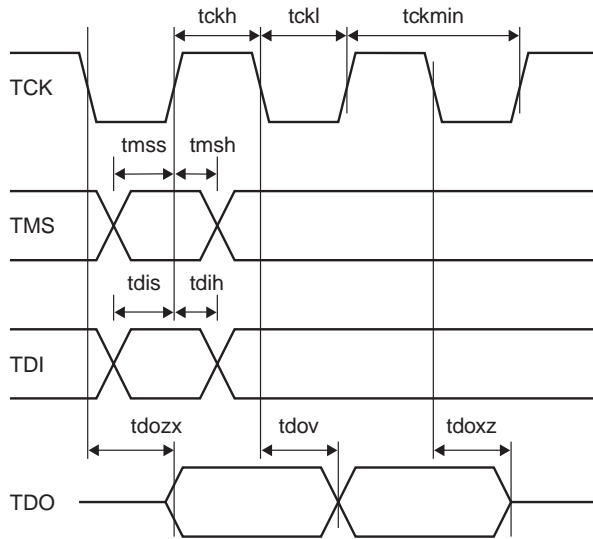 tckh tckl tckmin
TCK
tmss tmsh
TMS
tdis tdih
TDI
tdozx tdov tdoxz
TDO